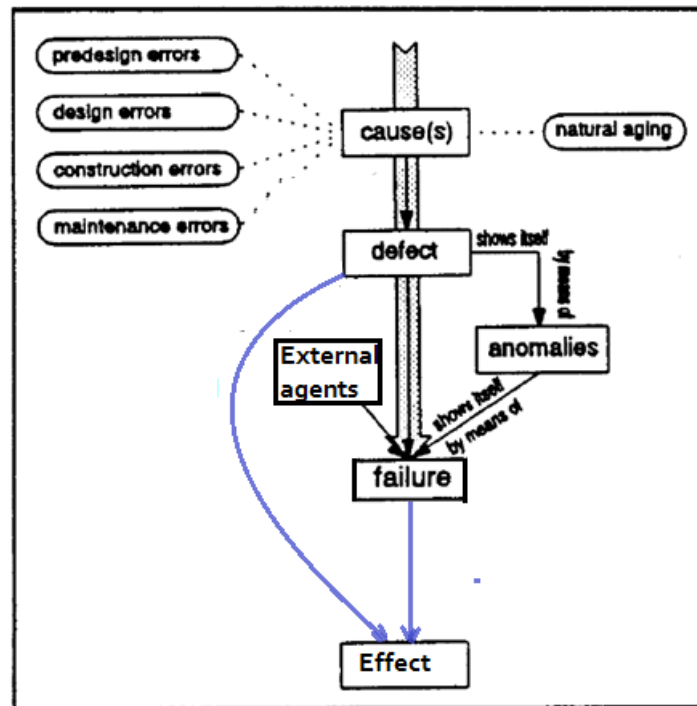 predesign errors
design errors
construction errors
maintenance errors
cause(s)
natural aging
defect
shows itself
by means of
anomalies
External
agents
shows itself
by means of
failure
Effect